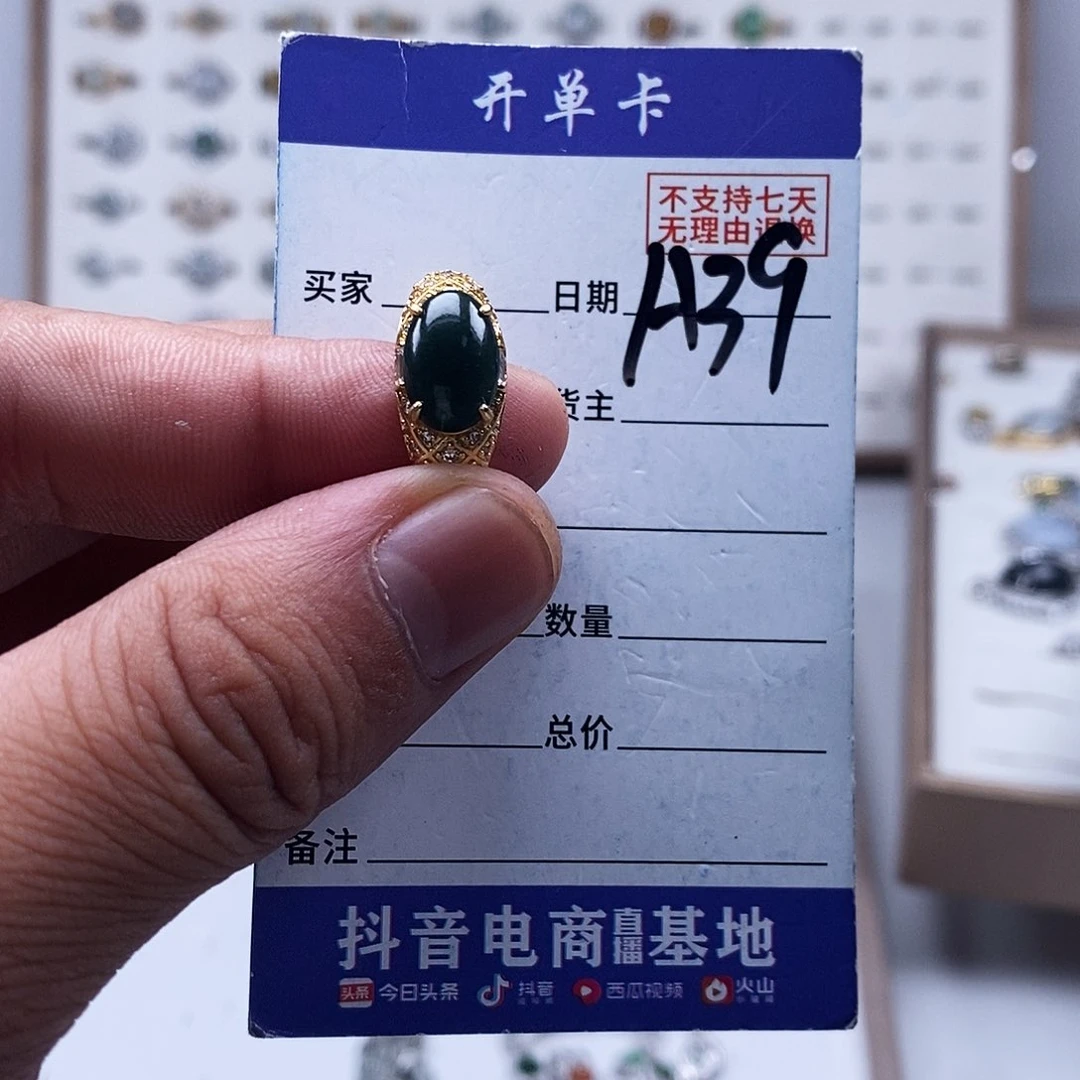 开单卡
不支持七天
无理由退换
买家 日期 A39
货主
数量
总价
备注
抖音电商直播基地
头条 今日头条 抖音 西瓜视频 火山